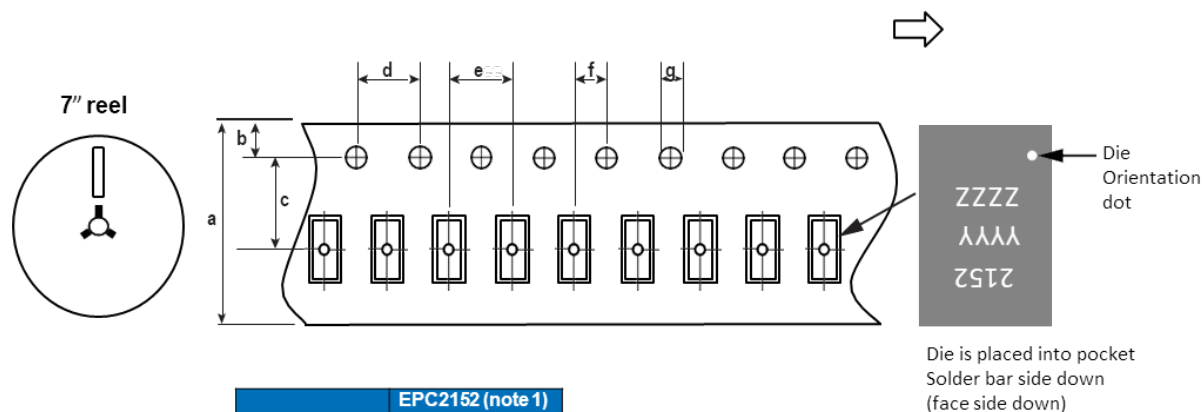 7” reel
a
b
c
d
e
f
g
Die
Orientation
dot
ZZZZ
YYYY
2152
Die is placed into pocket
Solder bar side down
(face side down)
EPC2152 (note 1)